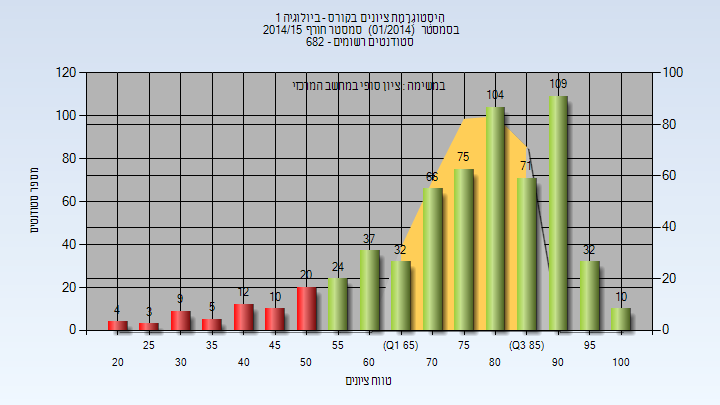 היסטוגרמת ציונים בקורס - ביולוגיה 1
בסמסטר (01/2014) סמסטר חורף 2014/15
סטודנטים רשומים - 682
במשימה : ציון סופי במחשב המרכזי
120 100 80 60 40 20 0
מספר סטודנטים
100 80 60 40 20 0
4 3 9 5 12 10 20 24 37 32 66 75 104 71 109 32 10
25 35 45 55 (Q1 65) 75 (Q3 85) 95
20 30 40 50 60 70 80 90 100
טווח ציונים